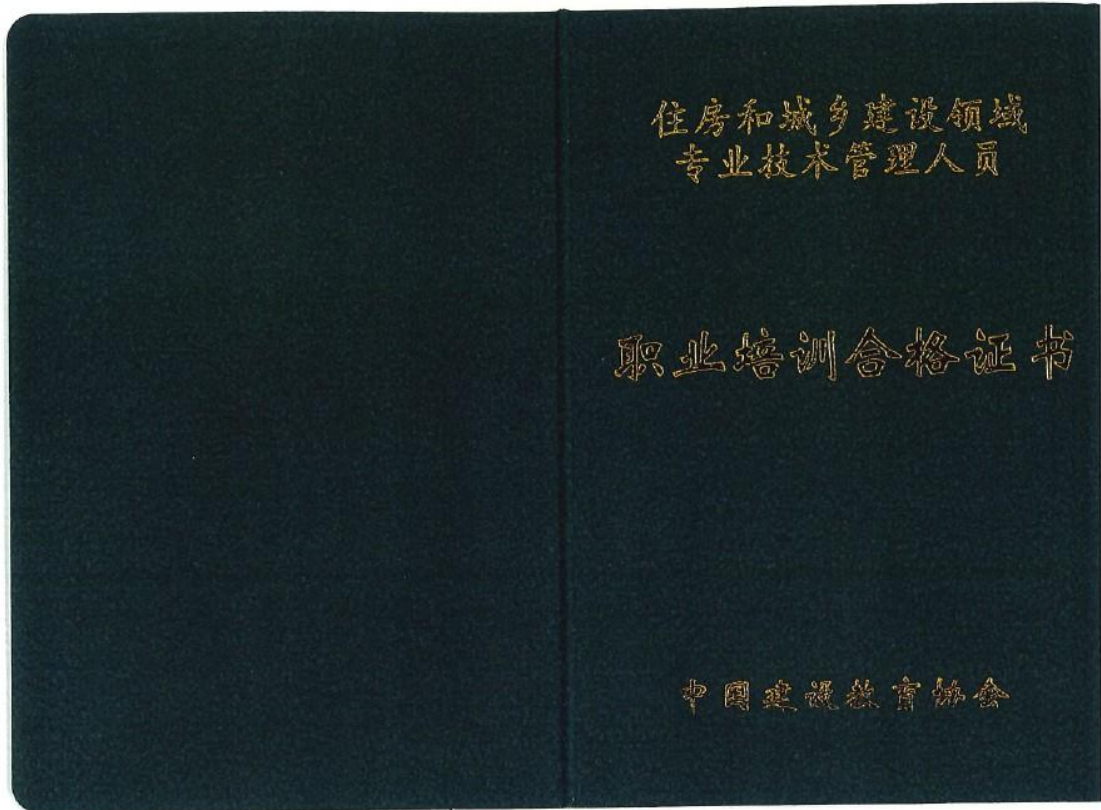 住房和城乡建设领域
专业技术管理人员
职业培训合格证书
中国建设教育协会